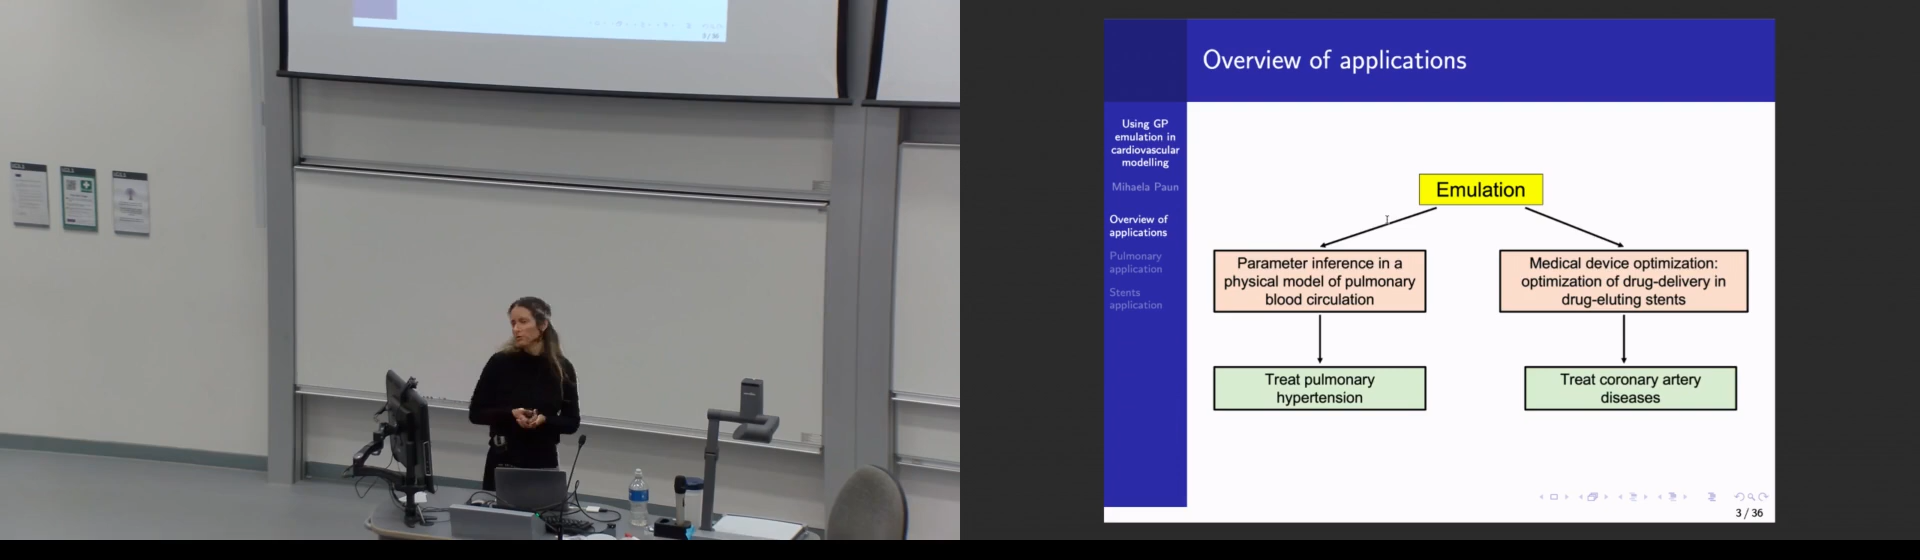 3 / 36
Overview of applications
Using GP
emulation in
cardiovascular
modelling
Mihaela Paun
Overview of
applications
Pulmonary
application
Stents
application
Emulation
Parameter inference in a
physical model of pulmonary
blood circulation
Medical device optimization:
optimization of drug-delivery in
drug-eluting stents
Treat pulmonary
hypertension
Treat coronary artery
diseases
3 / 36